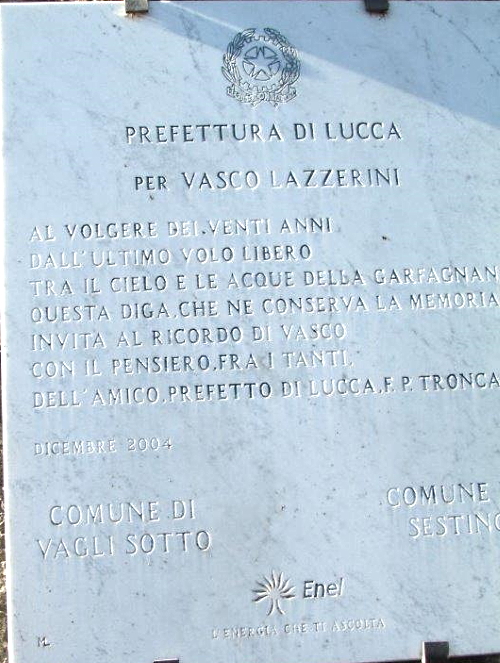 PREFETTURA DI LUCCA
PER VASCO LAZZERINI
AL VOLGERE DEI VENTI ANNI
DALL'ULTIMO VOLO LIBERO
TRA IL CIELO E LE ACQUE DELLA GARFAGNAN
QUESTA DIGA, CHE NE CONSERVA LA MEMORIA
INVITA AL RICORDO DI VASCO
CON IL PENSIERO, FRA I TANTI,
DELL'AMICO, PREFETTO DI LUCCA, F. P. TRONCA
DICEMBRE 2004
COMUNE DI
VAGLI SOTTO
COMUNE
SESTINO
Enel
L'ENERGIA CHE TI ASCOLTA
ML